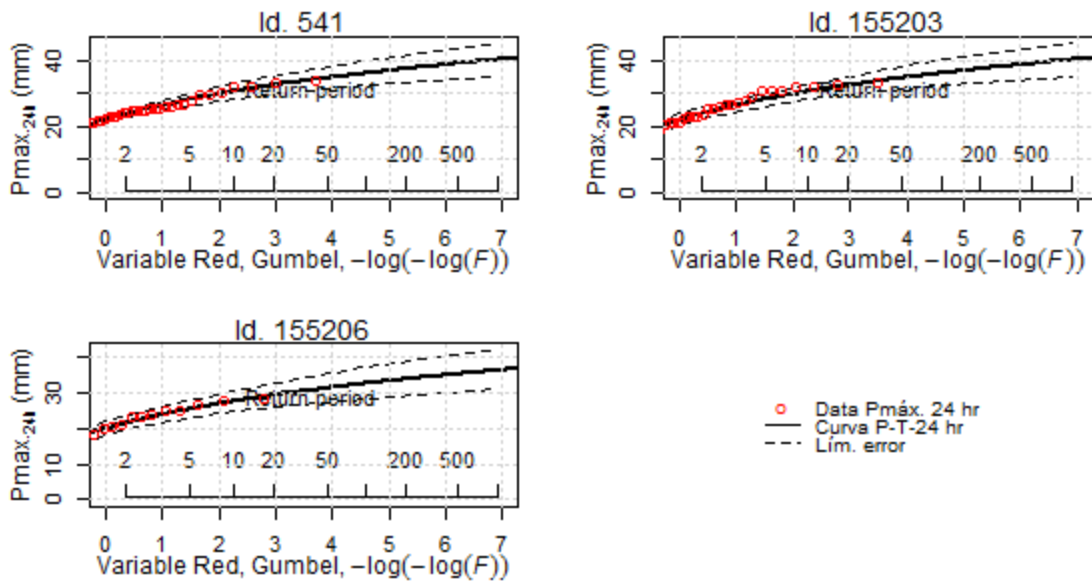 Id. 541
Pmax.24h (mm)
40
20
0
Return period
2 5 10 20 50 200 500
0 1 2 3 4 5 6 7
Variable Red, Gumbel, −log(−log(F))
Id. 155203
Pmax.24h (mm)
40
20
0
Return period
2 5 10 20 50 200 500
0 1 2 3 4 5 6 7
Variable Red, Gumbel, −log(−log(F))
Id. 155206
Pmax.24h (mm)
30
10
0
Return period
2 5 10 20 50 200 500
0 1 2 3 4 5 6 7
Variable Red, Gumbel, −log(−log(F))
Data Pmáx. 24 hr
Curva P-T-24 hr
Lím. error